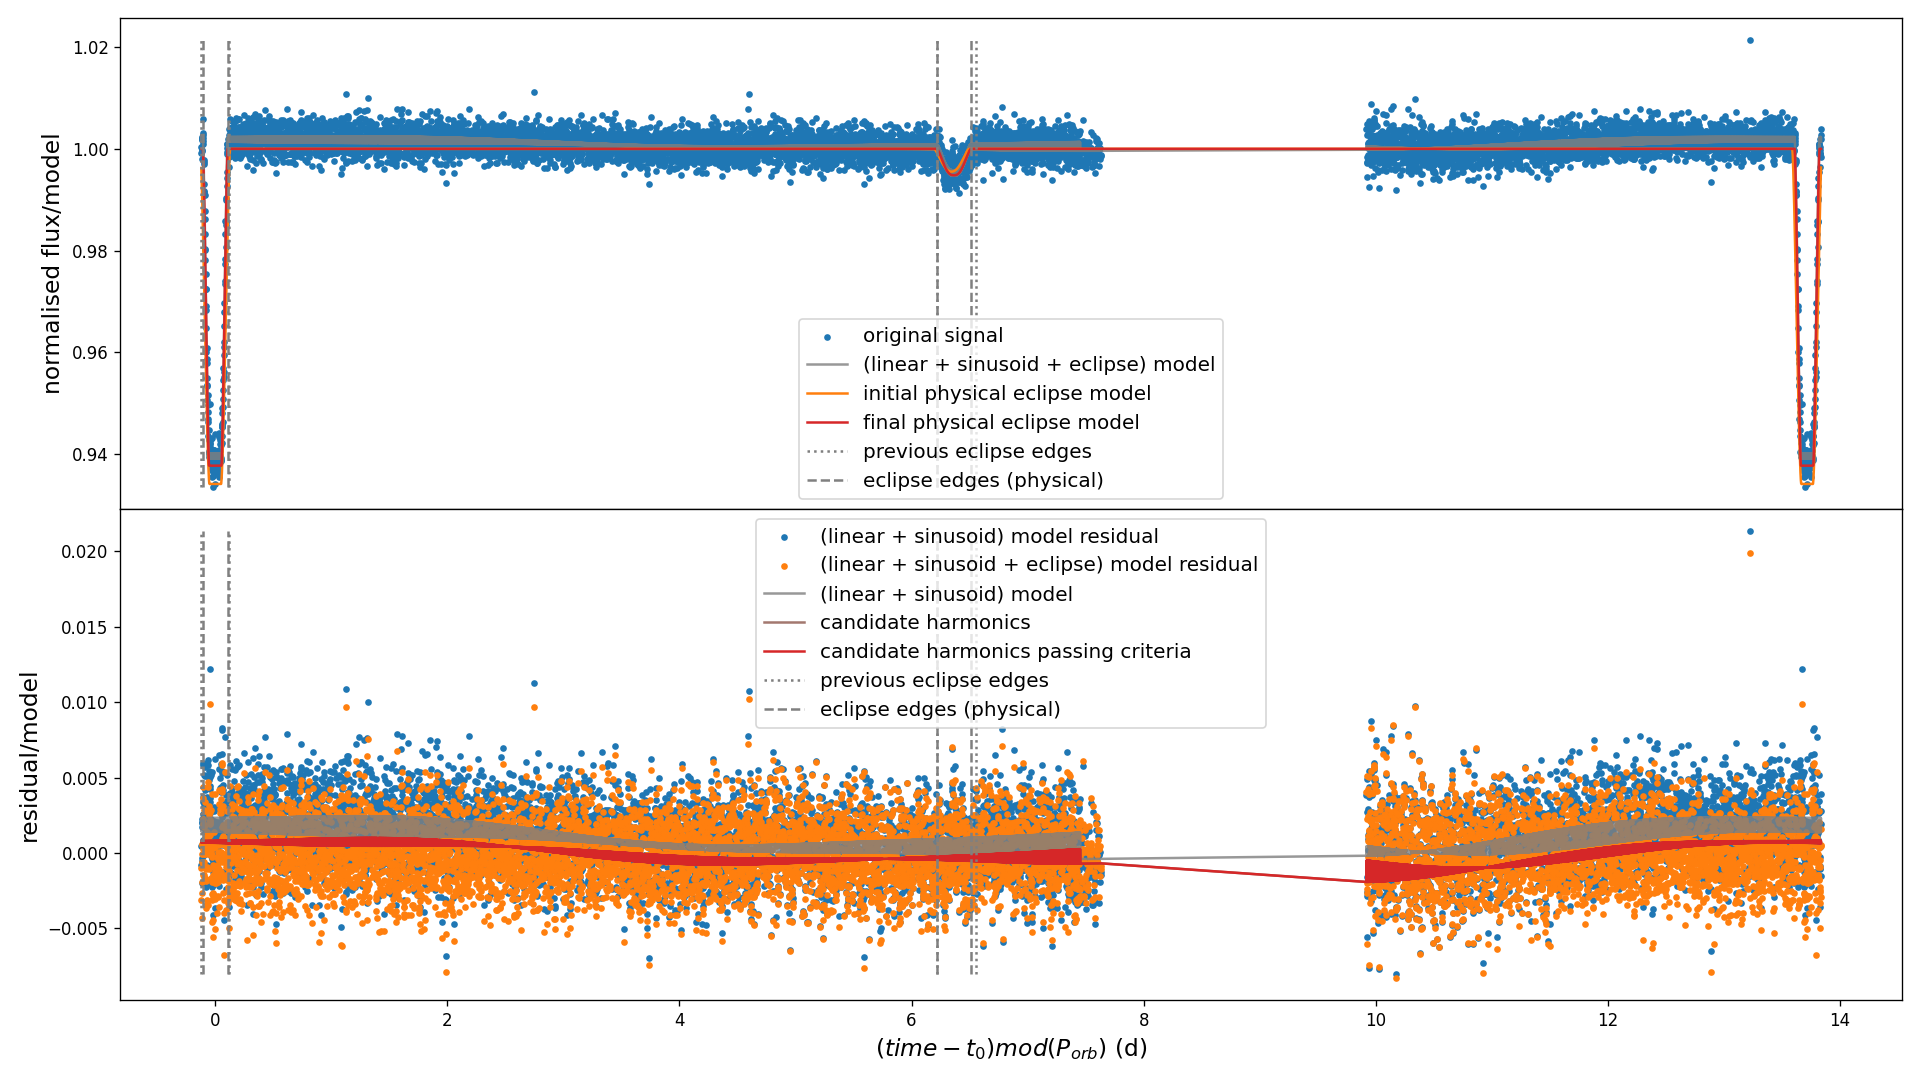 normalised flux/model
1.02
1.00
0.98
0.96
0.94
original signal
(linear + sinusoid + eclipse) model
initial physical eclipse model
final physical eclipse model
previous eclipse edges
eclipse edges (physical)
residual/model
0.020
0.015
0.010
0.005
0.000
−0.005
(linear + sinusoid) model residual
(linear + sinusoid + eclipse) model residual
(linear + sinusoid) model
candidate harmonics
candidate harmonics passing criteria
previous eclipse edges
eclipse edges (physical)
0 2 4 6 8 10 12 14
(time − t₀)mod(Pₒᵣb) (d)